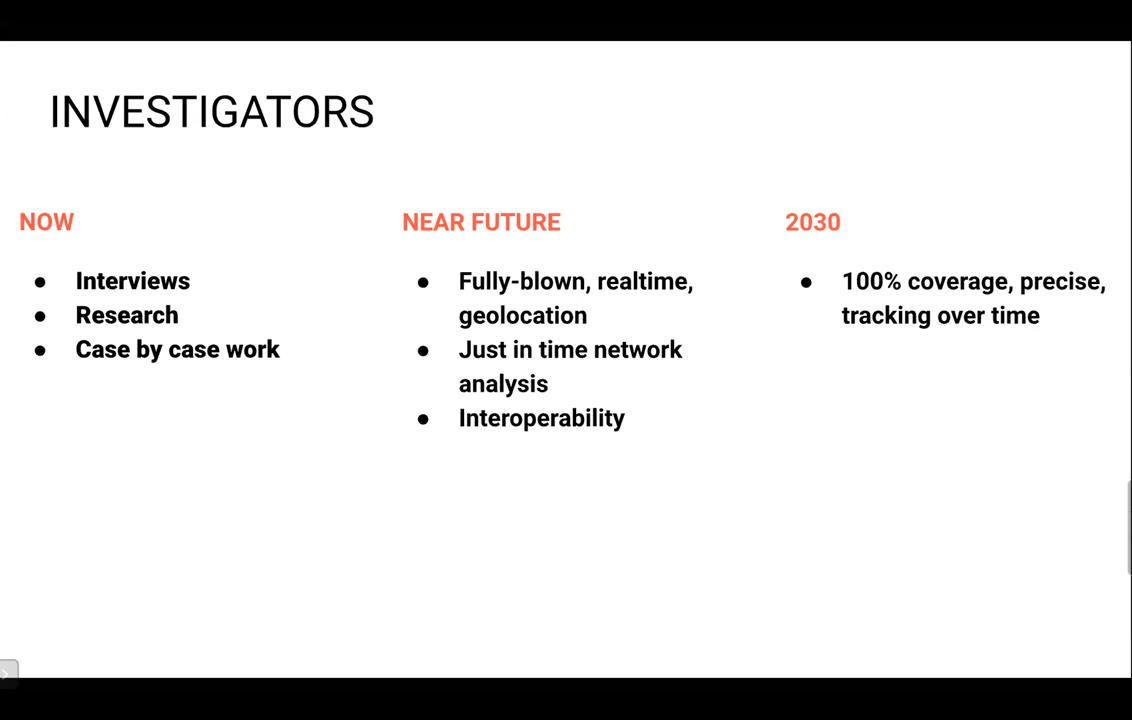 INVESTIGATORS
NOW
● Interviews
● Research
● Case by case work
NEAR FUTURE
● Fully-blown, realtime,
geolocation
● Just in time network
analysis
● Interoperability
2030
● 100% coverage, precise,
tracking over time